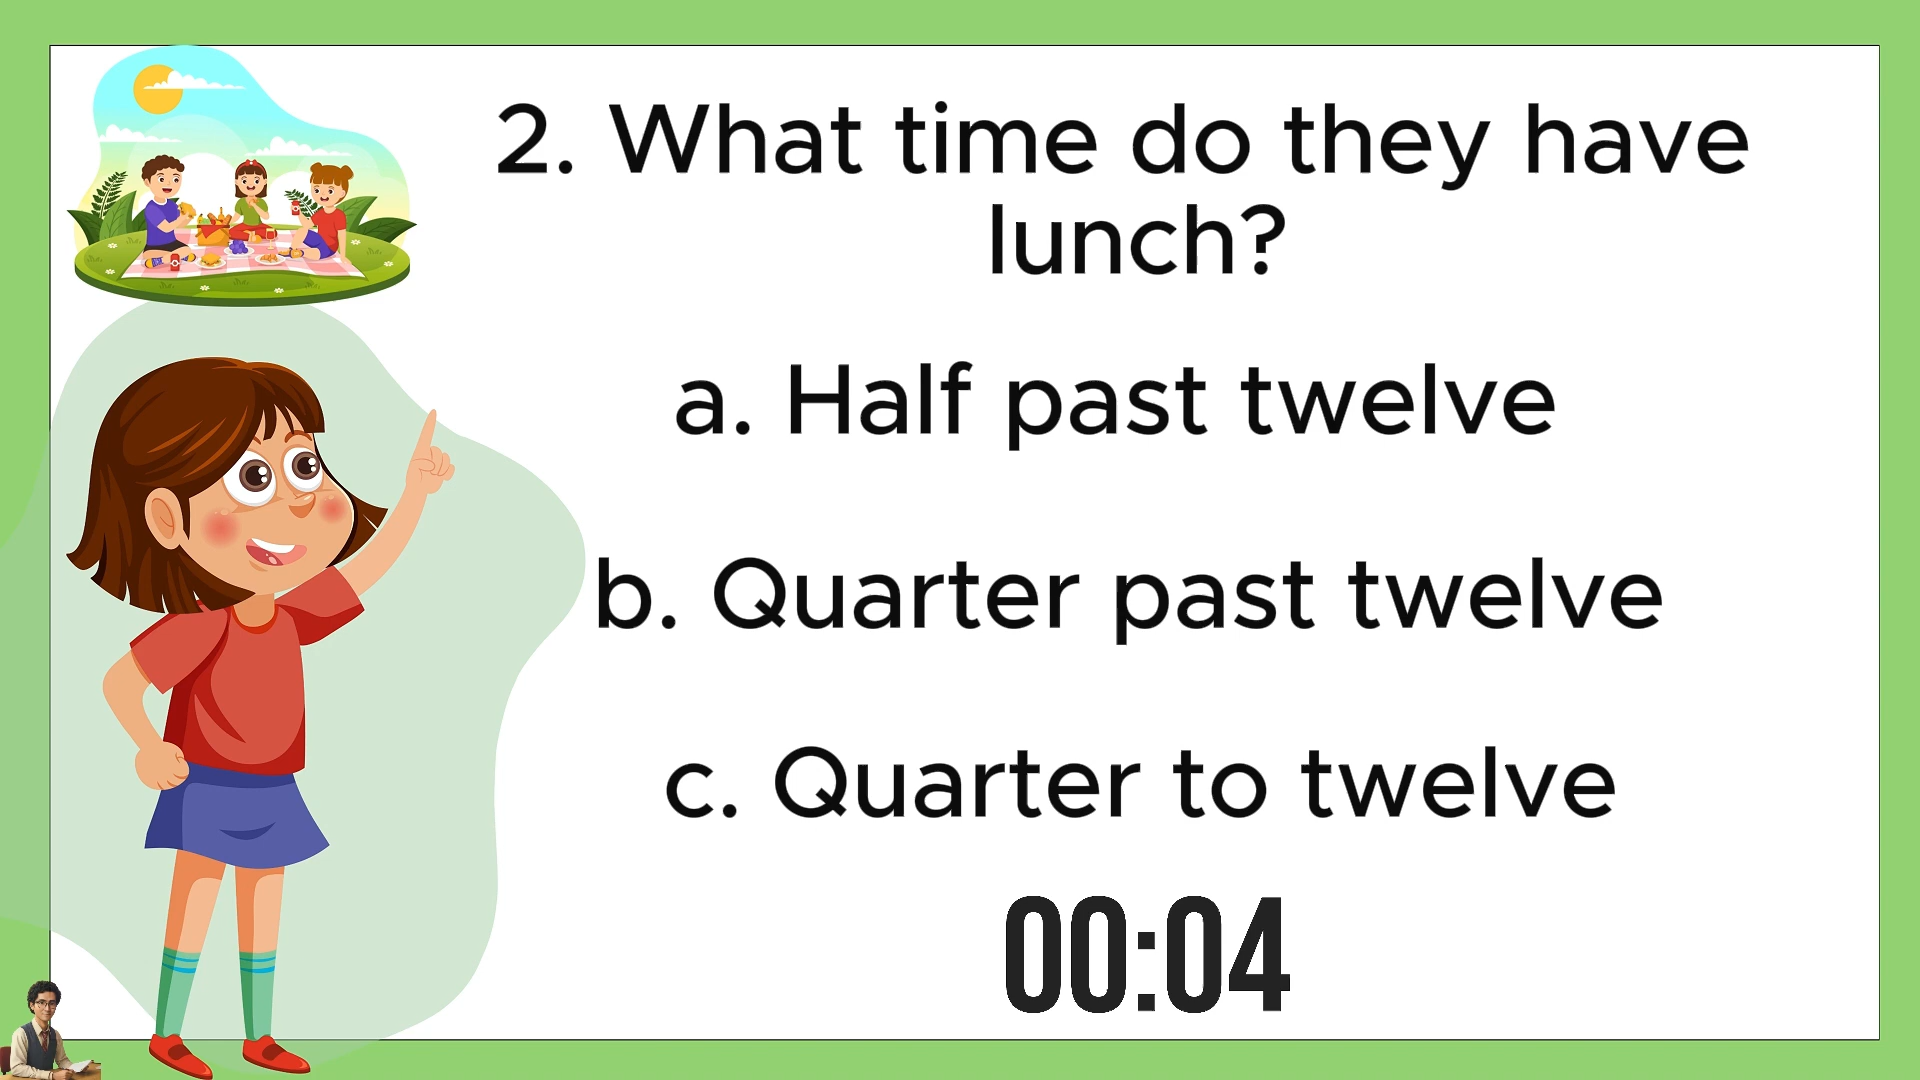 2. What time do they have
lunch?
a. Half past twelve
b. Quarter past twelve
c. Quarter to twelve
00:04